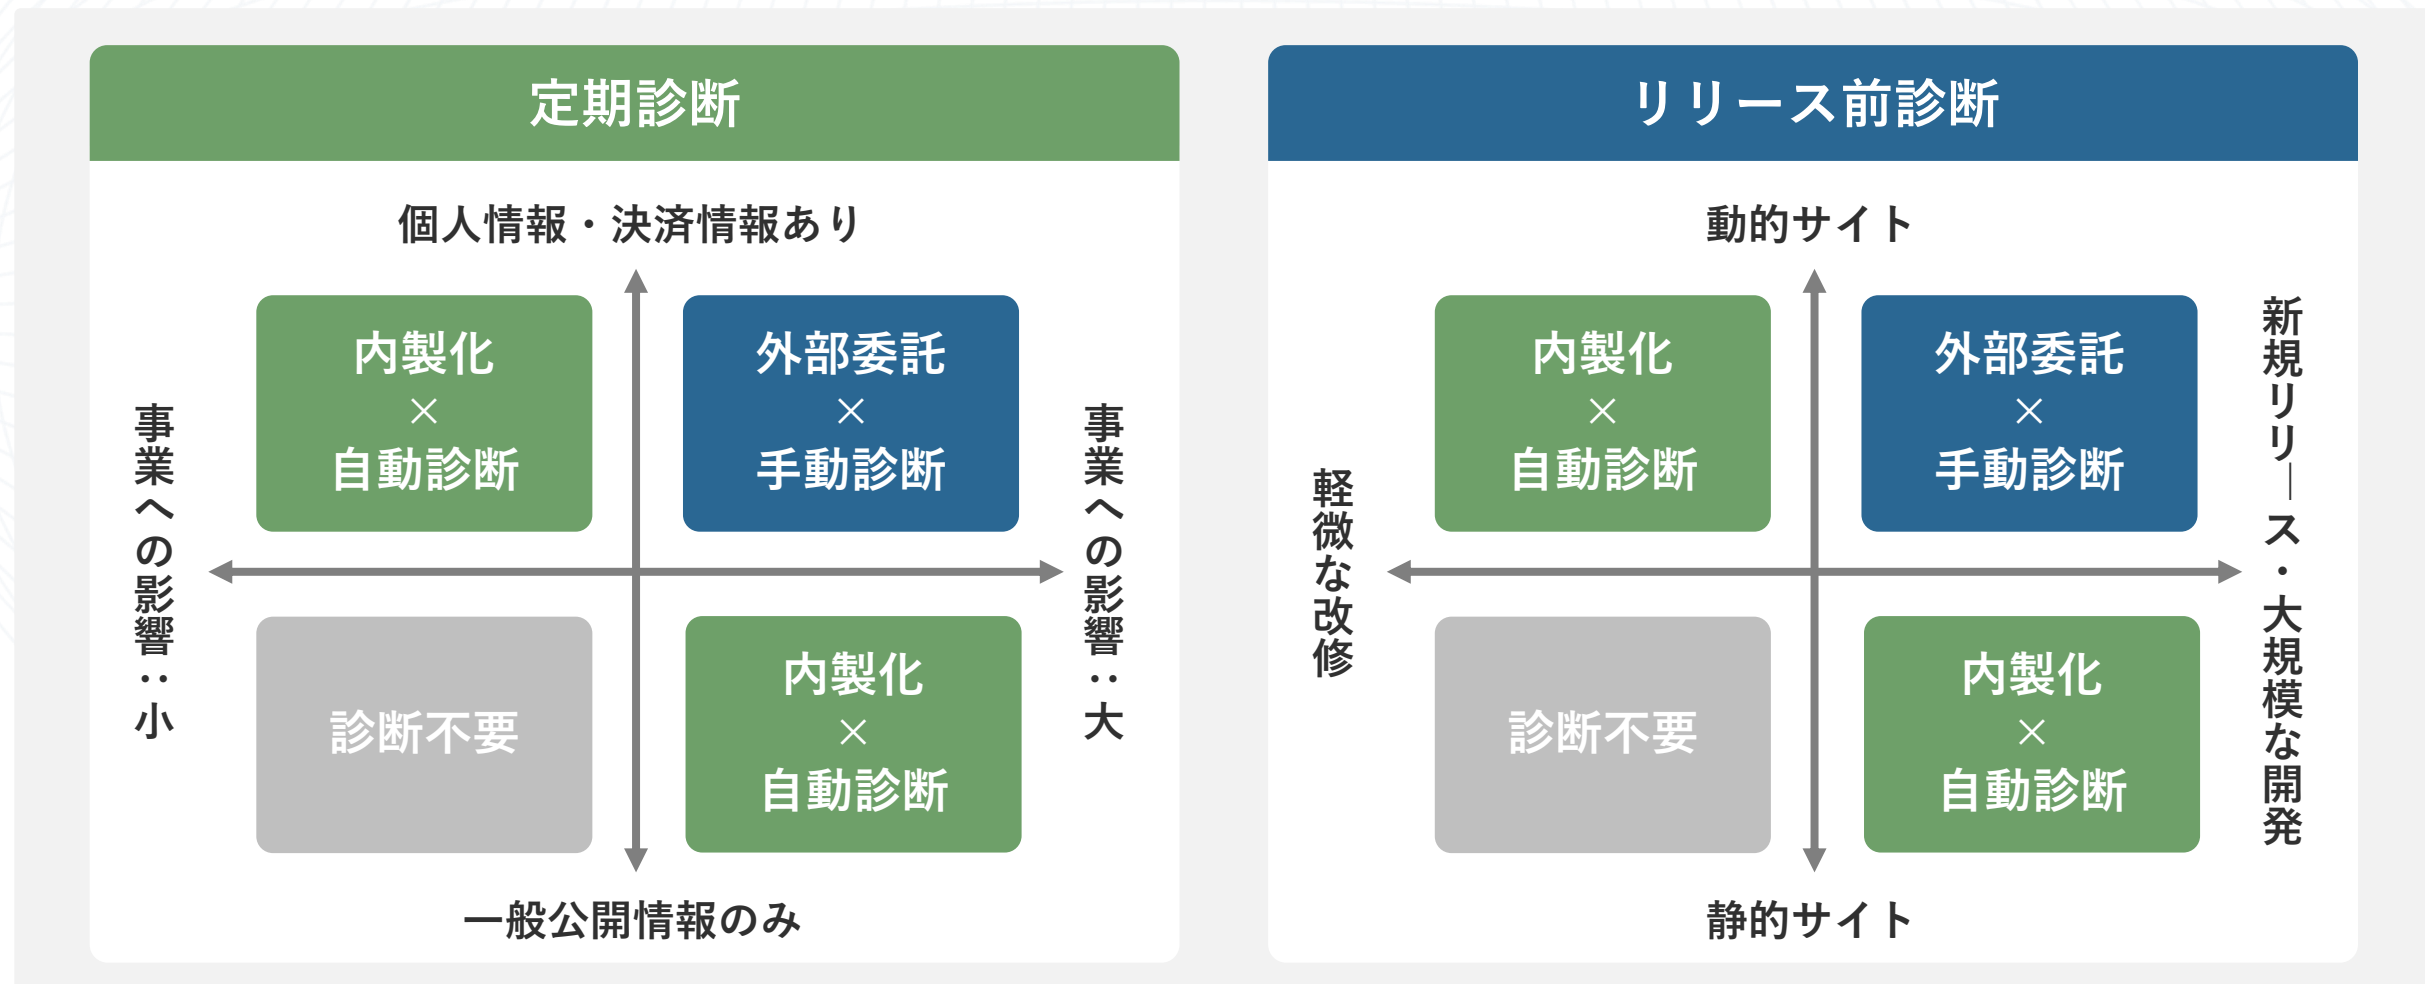 定期診断
個人情報・決済情報あり
事業への影響：小
内製化
×
自動診断
外部委託
×
手動診断
事業への影響：大
診断不要
内製化
×
自動診断
一般公開情報のみ
リリース前診断
動的サイト
軽微な改修
内製化
×
自動診断
外部委託
×
手動診断
新規リリース・大規模な開発
診断不要
内製化
×
自動診断
静的サイト